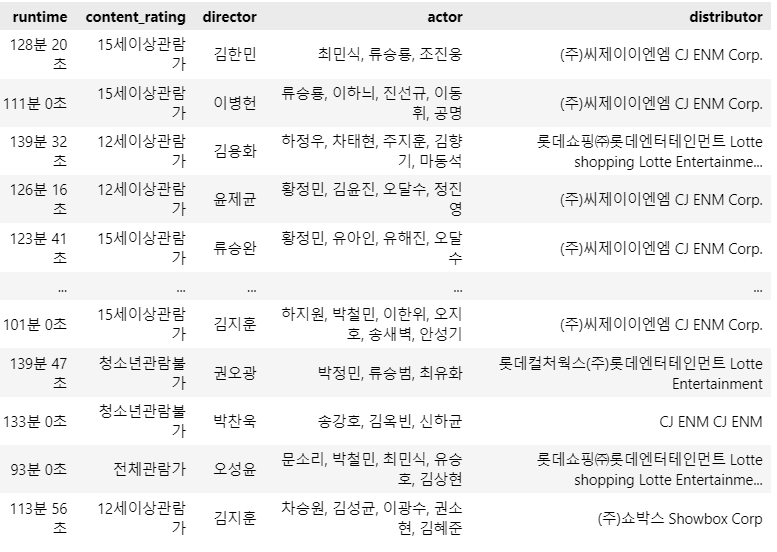 runtime content_rating director actor distributor
128분 20초 15세이상관람가 김한민 최민식, 류승룡, 조진웅 (주)씨제이이엔엠 CJ ENM Corp.
111분 0초 15세이상관람가 이병헌 류승룡, 이하늬, 진선규, 이동휘, 공명 (주)씨제이이엔엠 CJ ENM Corp.
139분 32초 12세이상관람가 김용화 하정우, 차태현, 주지훈, 김향기, 마동석 롯데쇼핑㈜롯데엔터테인먼트 Lotte shopping Lotte Entertainme...
126분 16초 12세이상관람가 윤제균 황정민, 김윤진, 오달수, 정진영 (주)씨제이이엔엠 CJ ENM Corp.
123분 41초 15세이상관람가 류승완 황정민, 유아인, 유해진, 오달수 (주)씨제이이엔엠 CJ ENM Corp.
... ... ... ... ...
101분 0초 15세이상관람가 김지훈 하지원, 박철민, 이한위, 오지호, 송새벽, 안성기 (주)씨제이이엔엠 CJ ENM Corp.
139분 47초 청소년관람불가 권오광 박정민, 류승범, 최유화 롯데컬처웍스(주)롯데엔터테인먼트 Lotte Entertainment
133분 0초 청소년관람불가 박찬욱 송강호, 김옥빈, 신하균 CJ ENM CJ ENM
93분 0초 전체관람가 오성윤 문소리, 박철민, 최민식, 유승호, 김상현 롯데쇼핑㈜롯데엔터테인먼트 Lotte shopping Lotte Entertainme...
113분 56초 12세이상관람가 김지훈 차승원, 김성균, 이광수, 권소현, 김혜준 (주)쇼박스 Showbox Corp